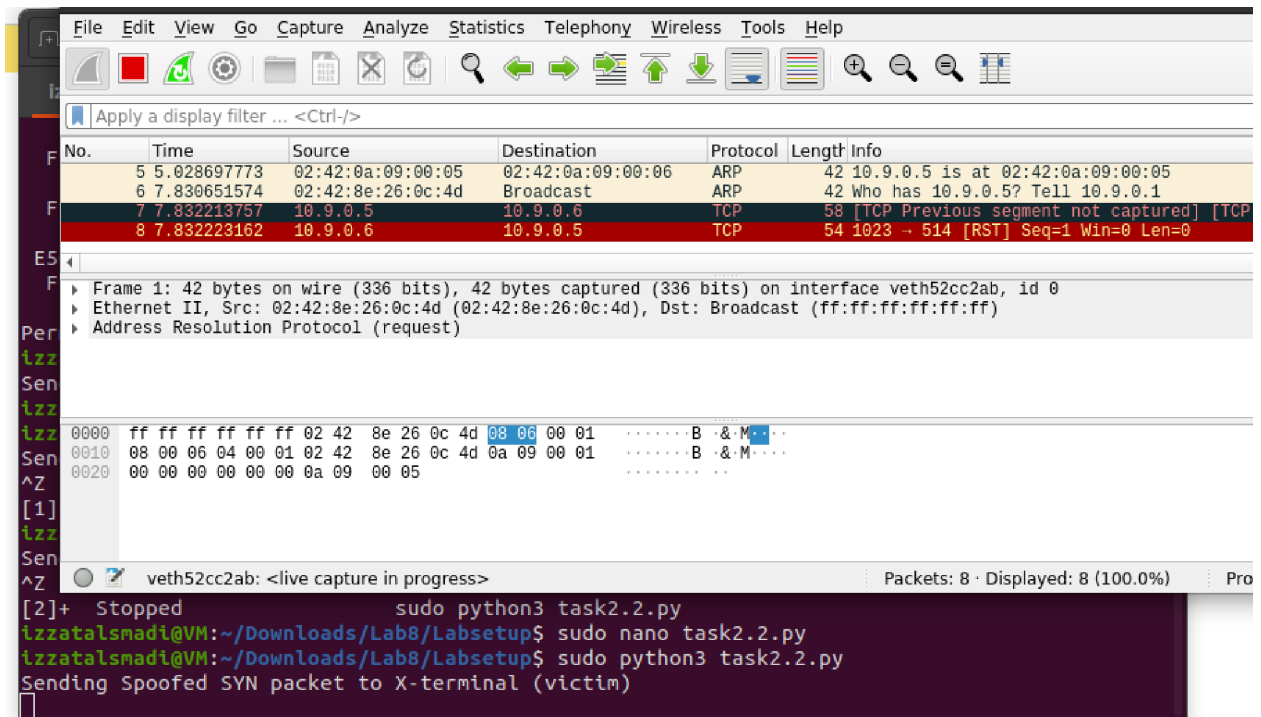 File Edit View Go Capture Analyze Statistics Telephony Wireless Tools Help
Apply a display filter ... <Ctrl-/>
No. Time Source Destination Protocol Length Info
5 5.028697773 02:42:0a:09:00:05 02:42:0a:09:00:06 ARP 42 10.9.0.5 is at 02:42:0a:09:00:05
6 7.830651574 02:42:8e:26:0c:4d Broadcast ARP 42 Who has 10.9.0.5? Tell 10.9.0.1
7 7.832213757 10.9.0.5 10.9.0.6 TCP 58 [TCP Previous segment not captured] [TCP
8 7.832223162 10.9.0.6 10.9.0.5 TCP 54 1023 → 514 [RST] Seq=1 Win=0 Len=0
F
F
E5
F
Frame 1: 42 bytes on wire (336 bits), 42 bytes captured (336 bits) on interface veth52cc2ab, id 0
Ethernet II, Src: 02:42:8e:26:0c:4d (02:42:8e:26:0c:4d), Dst: Broadcast (ff:ff:ff:ff:ff:ff)
Address Resolution Protocol (request)
Per
izz
Sen
izz
izz
Sen
^Z
[1]
izz
Sen
^Z
0000 ff ff ff ff ff ff 02 42 8e 26 0c 4d 08 06 00 01 ·······B ·&·M····
0010 08 00 06 04 00 01 02 42 8e 26 0c 4d 0a 09 00 01 ·······B ·&·M····
0020 00 00 00 00 00 00 0a 09 00 05 ········ ··
veth52cc2ab: <live capture in progress> Packets: 8 · Displayed: 8 (100.0%) Pro
[2]+ Stopped sudo python3 task2.2.py
izzatalsmadi@VM:~/Downloads/Lab8/Labsetup$ sudo nano task2.2.py
izzatalsmadi@VM:~/Downloads/Lab8/Labsetup$ sudo python3 task2.2.py
Sending Spoofed SYN packet to X-terminal (victim)